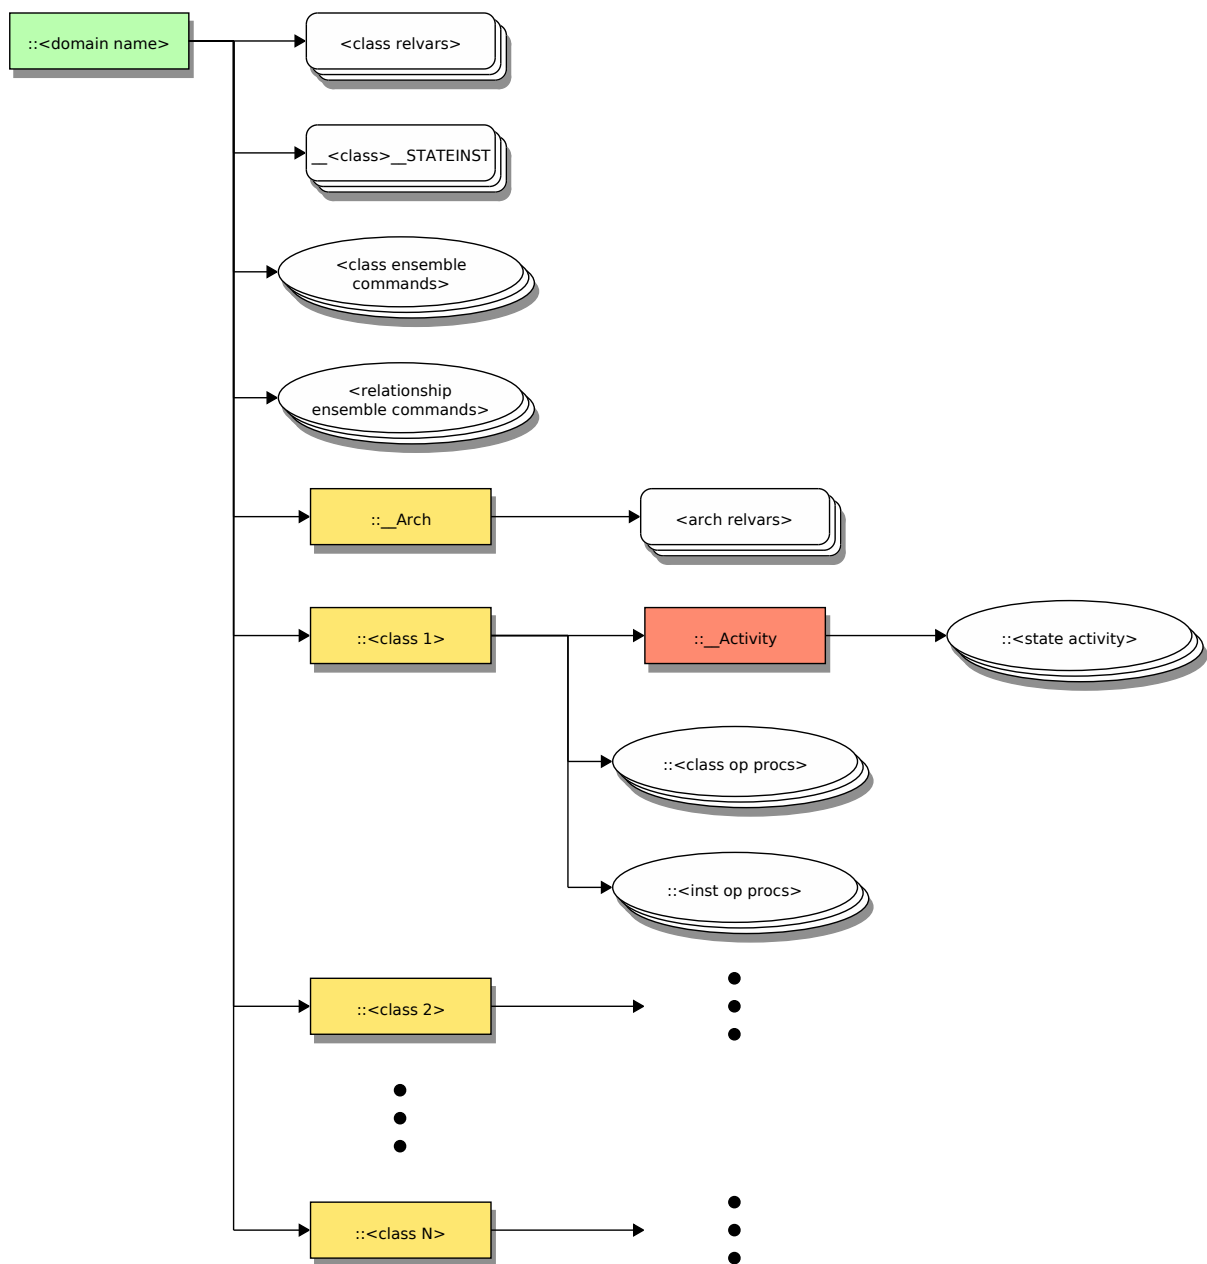 ::<domain name>
<class relvars>
__<class>__STATEINST
<class ensemble
commands>
<relationship
ensemble commands>
::__Arch
<arch relvars>
::<class 1>
::__Activity
::<state activity>
::<class op procs>
::<inst op procs>
::<class 2>
::<class N>